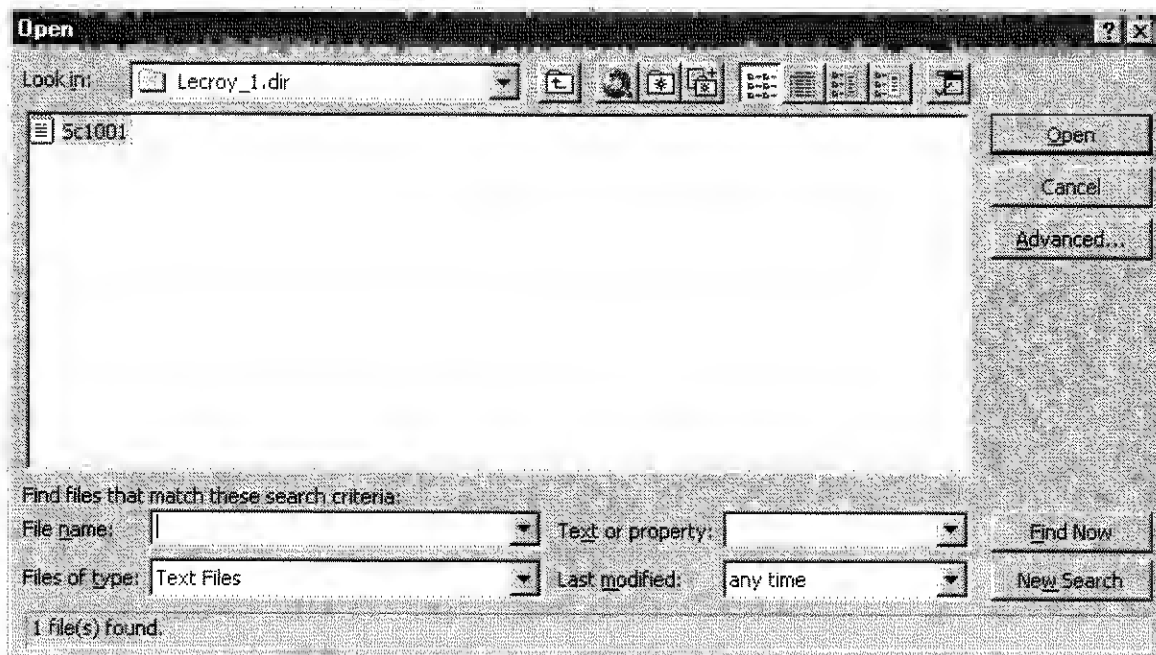 Open
Look in: Lecroy_1.dir
5c1001
Open
Cancel
Advanced...
Find files that match these search criteria:
File name: Text or property: Find Now
Files of type: Text Files Last modified: any time New Search
1 file(s) found.